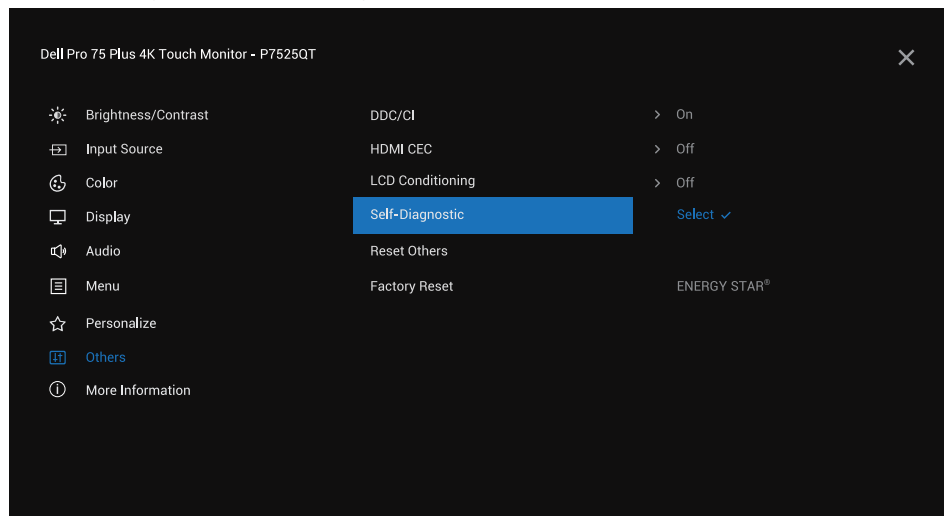 Dell Pro 75 Plus 4K Touch Monitor - P7525QT
Brightness/Contrast DDC/CI > On
Input Source HDMI CEC > Off
Color LCD Conditioning > Off
Display Self-Diagnostic Select ✓
Audio Reset Others
Menu Factory Reset ENERGY STAR®
Personalize
Others
More Information